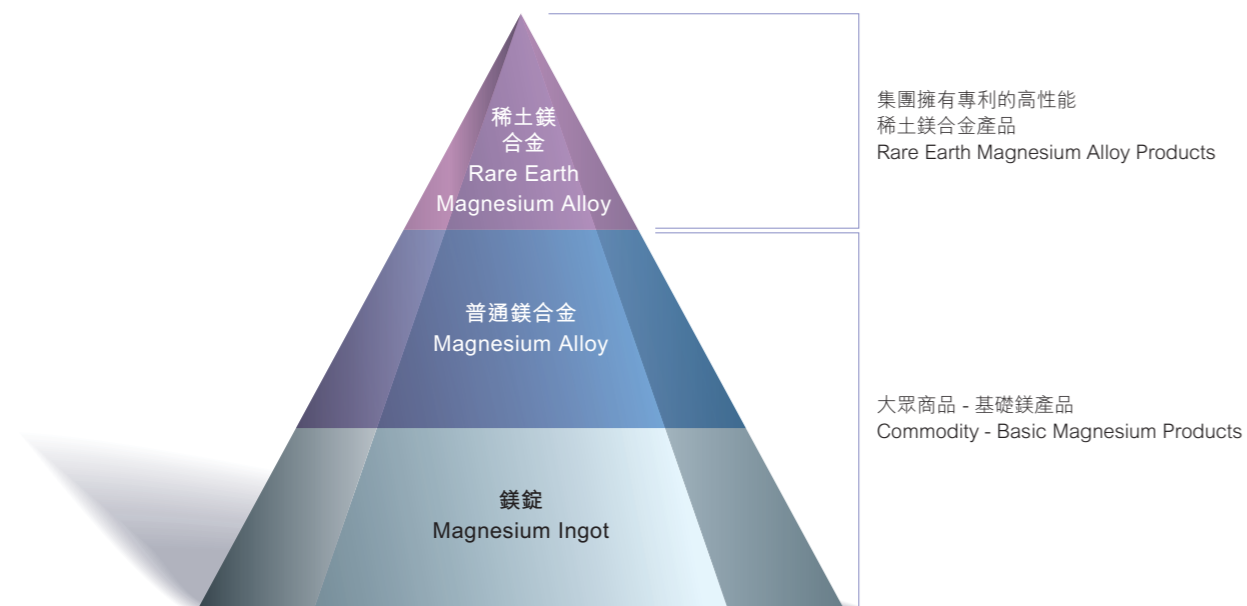 稀土鎂
合金
Rare Earth
Magnesium Alloy
集團擁有專利的高性能
稀土鎂合金產品
Rare Earth Magnesium Alloy Products
普通鎂合金
Magnesium Alloy
大眾商品 - 基礎鎂產品
Commodity - Basic Magnesium Products
鎂錠
Magnesium Ingot